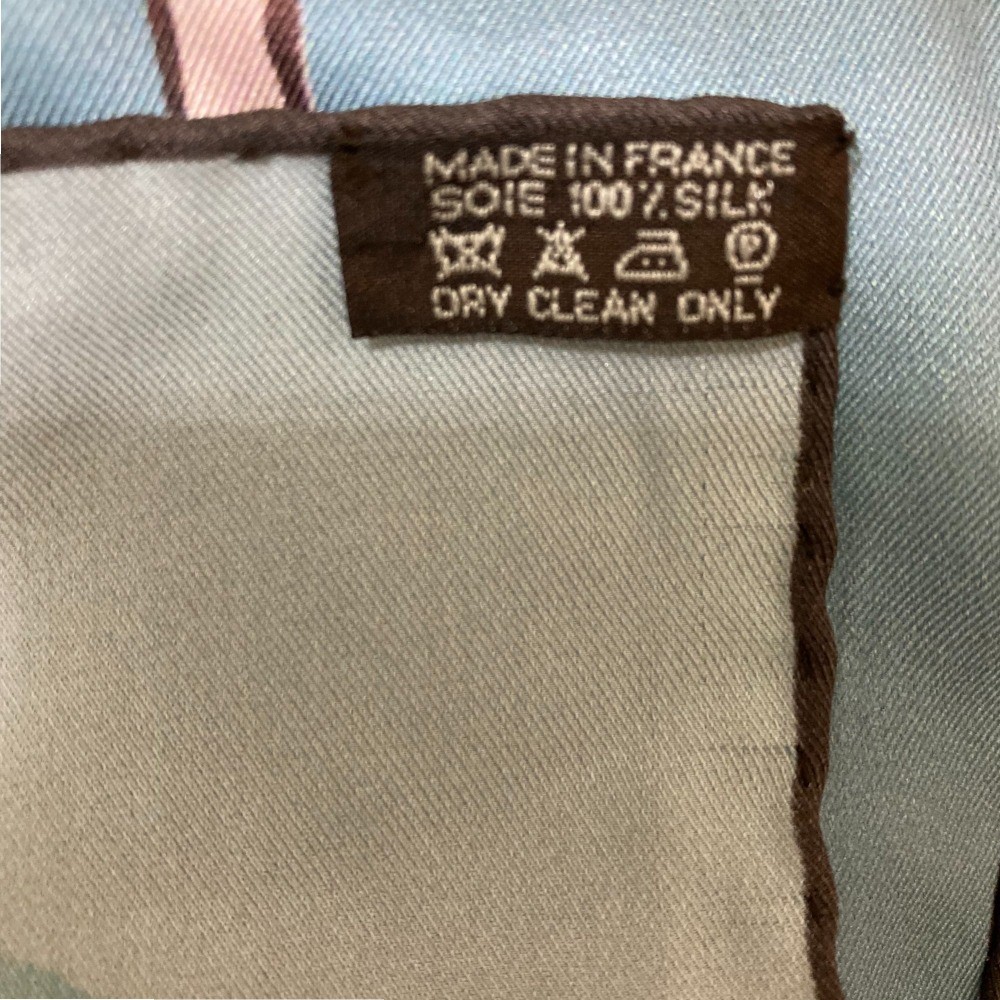 MADE IN FRANCE
SOIE 100% SILK
P
DRY CLEAN ONLY